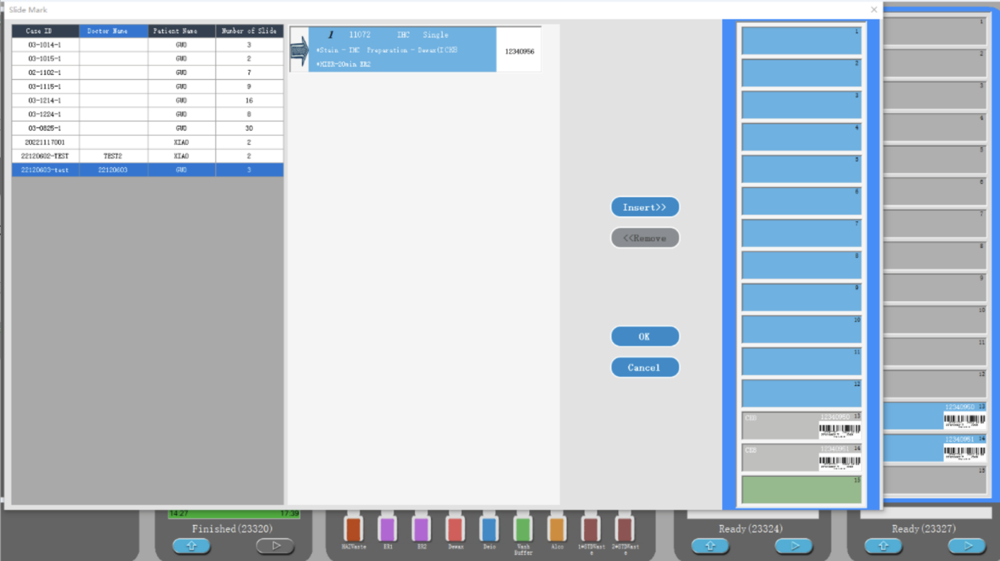 Slide Mark
Case ID Doctor Name Patient Name Number of Slide
03-1014-1 GUO 3
03-1015-1 GUO 2
02-1102-1 GUO 7
03-1115-1 GUO 9
03-1214-1 GUO 16
03-1224-1 GUO 8
03-0825-1 GUO 30
20221117001 XIAO 2
22120602-TEST TEST2 XIAO 2
22120603-test 22120603 GUO 3
1 11072 IHC Single
*Stain - IHC Preparation - Dewax
*HIER-20min ER2
12340956
Insert>>
<<Remove
OK
Cancel
1
2
3
4
5
6
7
8
9
10
11
12
12340950 13
12340951 14
15
1
2
3
4
5
6
7
8
9
10
11
12
12340950 13
12340951 14
15
14:27 17:39
Finished(23320)
HAZWaste ER1 ER2 Dewax Deio Wash Buffer Alco 1*STDWaste 2*STDWaste
Ready(23324)
Ready(23327)